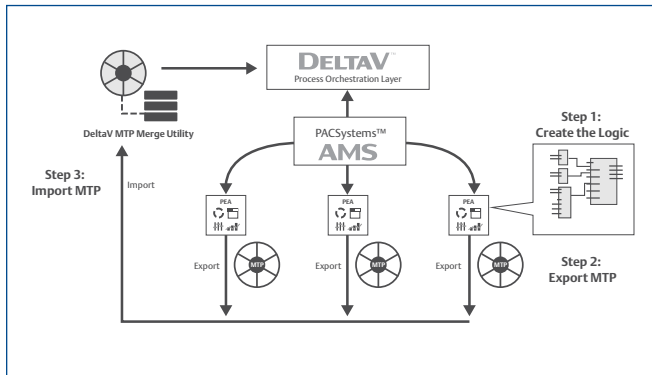 DELTAV™
Process Orchestration Layer
DeltaV MTP Merge Utility
PACSystems™
AMS
Step 1:
Create the Logic
Step 3:
Import MTP
Import
PEA
PEA
PEA
Export
MTP
Export
MTP
Export
MTP
Step 2:
Export MTP